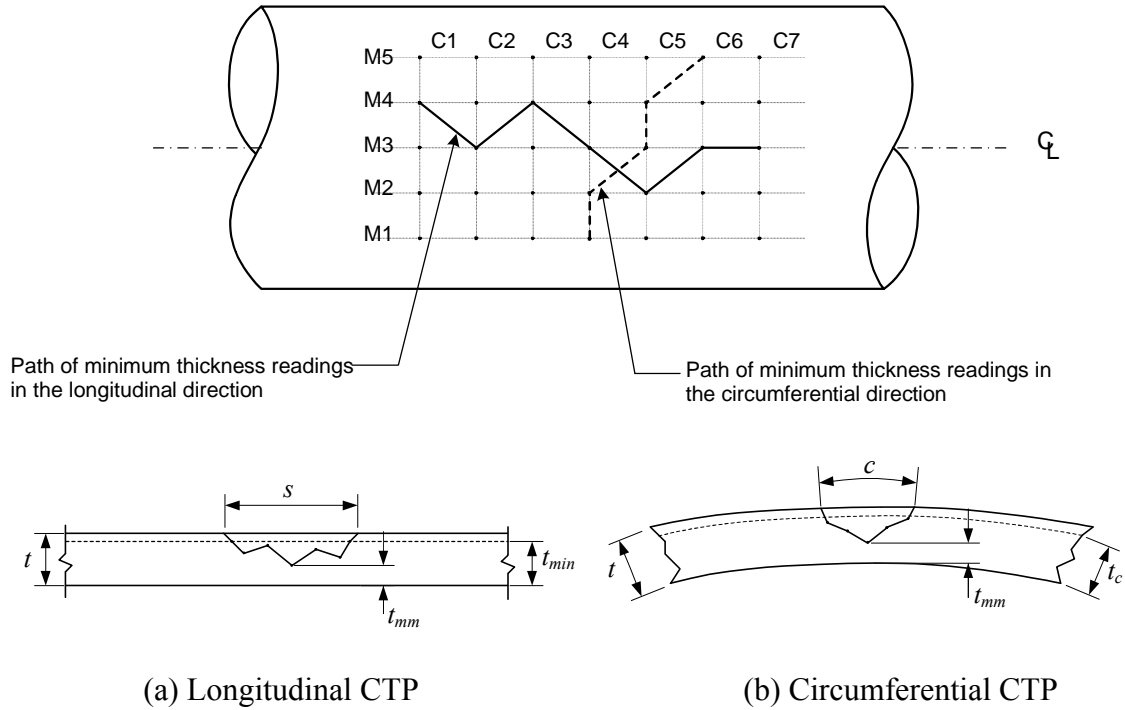 C1 C2 C3 C4 C5 C6 C7
M5
M4
M3
M2
M1
℄
Path of minimum thickness readings
in the longitudinal direction
Path of minimum thickness readings in
the circumferential direction
s
t
tmin
tmm
c
t
tc
tmm
(a) Longitudinal CTP
(b) Circumferential CTP